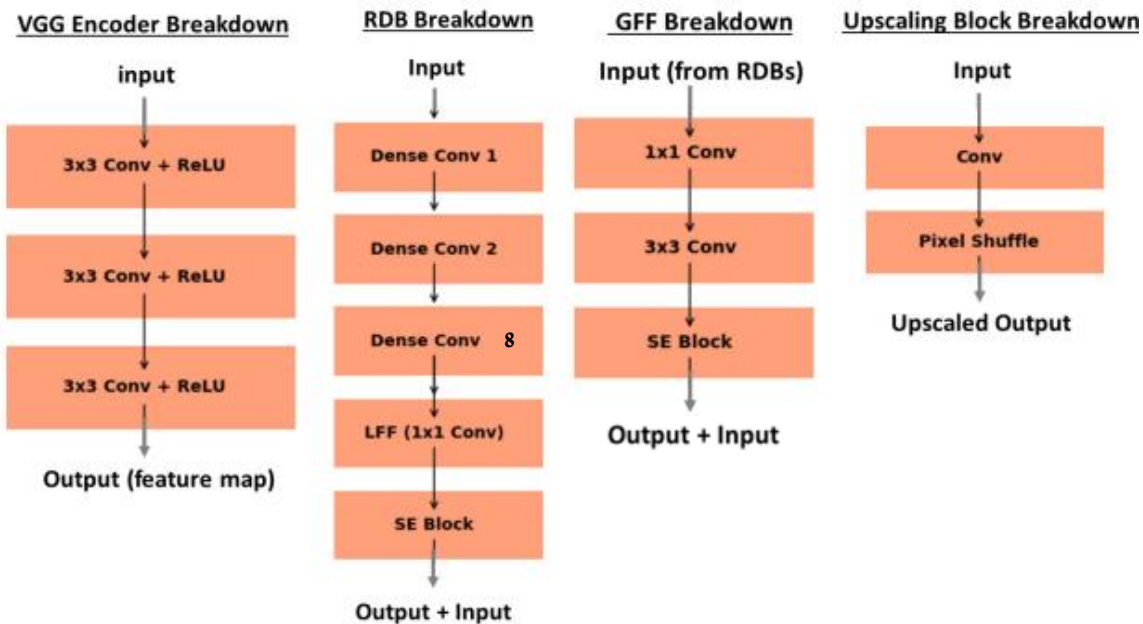 VGG Encoder Breakdown
input
3x3 Conv + ReLU
3x3 Conv + ReLU
3x3 Conv + ReLU
Output (feature map)
RDB Breakdown
Input
Dense Conv 1
Dense Conv 2
Dense Conv 8
LFF (1x1 Conv)
SE Block
Output + Input
GFF Breakdown
Input (from RDBs)
1x1 Conv
3x3 Conv
SE Block
Output + Input
Upscaling Block Breakdown
Input
Conv
Pixel Shuffle
Upscaled Output